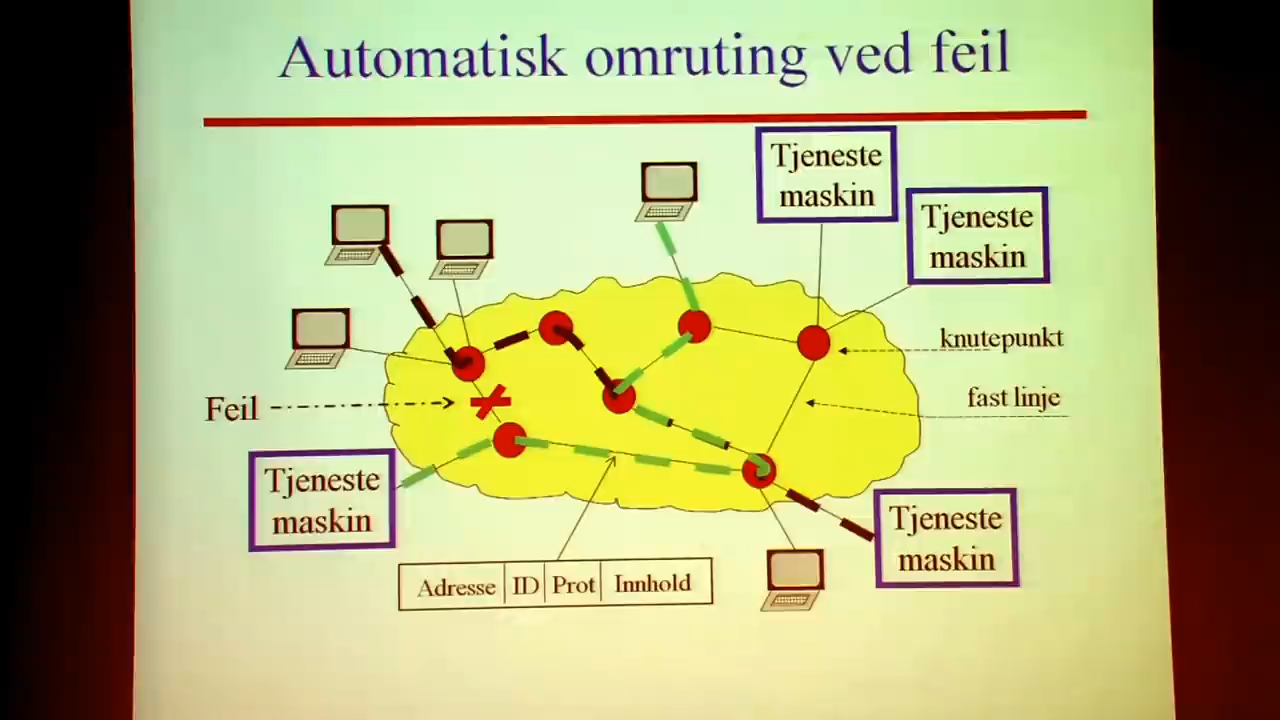 Automatisk omruting ved feil
Tjeneste
maskin
Tjeneste
maskin
knutepunkt
fast linje
Feil
Tjeneste
maskin
Tjeneste
maskin
Adresse ID Prot Innhold